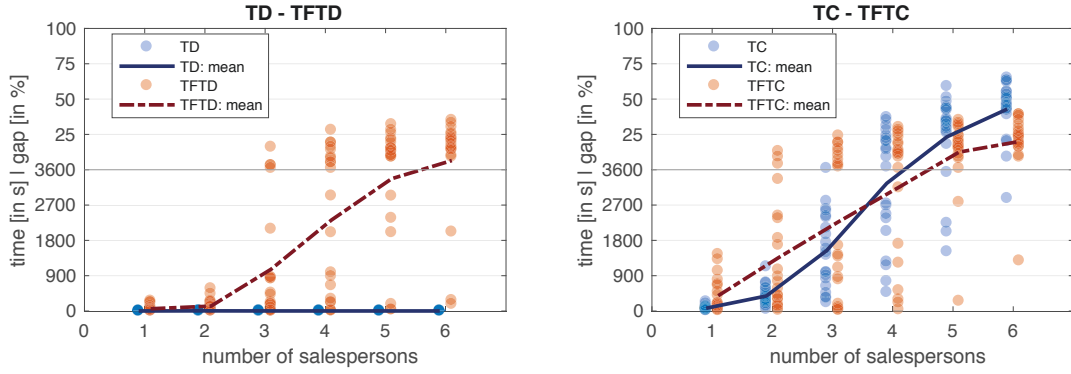 TD - TFTD
100
75
50
25
3600
2700
1800
900
0
time [in s] | gap [in %]
TD
TD: mean
TFTD
TFTD: mean
0 1 2 3 4 5 6
number of salespersons
TC - TFTC
100
75
50
25
3600
2700
1800
900
0
time [in s] | gap [in %]
TC
TC: mean
TFTC
TFTC: mean
0 1 2 3 4 5 6
number of salespersons